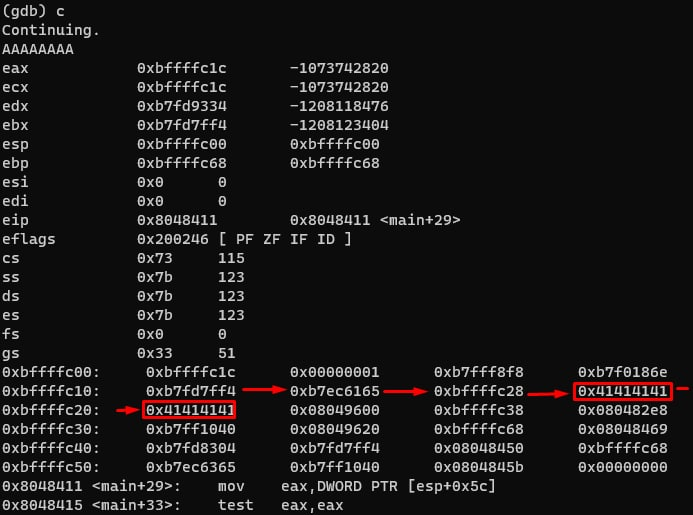 (gdb) c
Continuing.
AAAAAAAA
eax 0xbffffc1c -1073742820
ecx 0xbffffc1c -1073742820
edx 0xb7fd9334 -1208118476
ebx 0xb7fd7ff4 -1208123404
esp 0xbffffc00 0xbffffc00
ebp 0xbffffc68 0xbffffc68
esi 0x0 0
edi 0x0 0
eip 0x8048411 0x8048411 <main+29>
eflags 0x200246 [ PF ZF IF ID ]
cs 0x73 115
ss 0x7b 123
ds 0x7b 123
es 0x7b 123
fs 0x0 0
gs 0x33 51
0xbffffc00: 0xbffffc1c 0x00000001 0xb7fff8f8 0xb7f0186e
0xbffffc10: 0xb7fd7ff4 0xb7ec6165 0xbffffc28 0x41414141
0xbffffc20: 0x41414141 0x08049600 0xbffffc38 0x080482e8
0xbffffc30: 0xb7ff1040 0x08049620 0xbffffc68 0x08048469
0xbffffc40: 0xb7fd8304 0xb7fd7ff4 0x08048450 0xbffffc68
0xbffffc50: 0xb7ec6365 0xb7ff1040 0x0804845b 0x00000000
0x8048411 <main+29>: mov eax,DWORD PTR [esp+0x5c]
0x8048415 <main+33>: test eax,eax